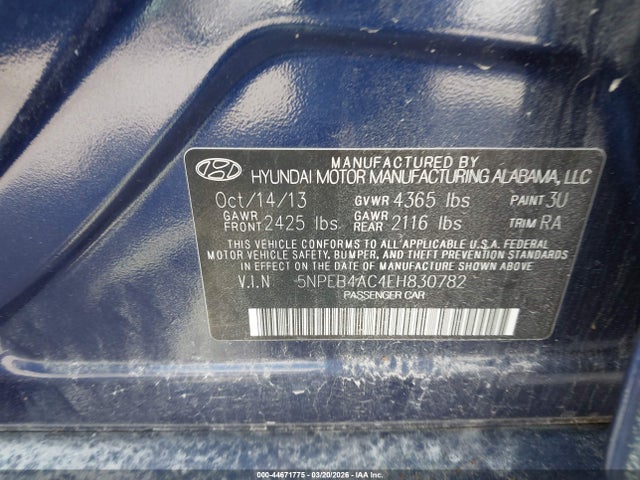 MANUFACTURED BY
HYUNDAI MOTOR MANUFACTURING ALABAMA, LLC
Oct/14/13 GVWR 4365 lbs PAINT 3U
GAWR FRONT 2425 lbs. GAWR REAR 2116 lbs TRIM RA
THIS VEHICLE CONFORMS TO ALL APPLICABLE U.S.A. FEDERAL
MOTOR VEHICLE SAFETY, BUMPER, AND THEFT PREVENTION STANDARDS
IN EFFECT ON THE DATE OF MANUFACTURE SHOWN ABOVE.
V.I.N 5NPEB4AC4EH830782
PASSENGER CAR
000-44671775 - 03/20/2026 - IAAI.COM